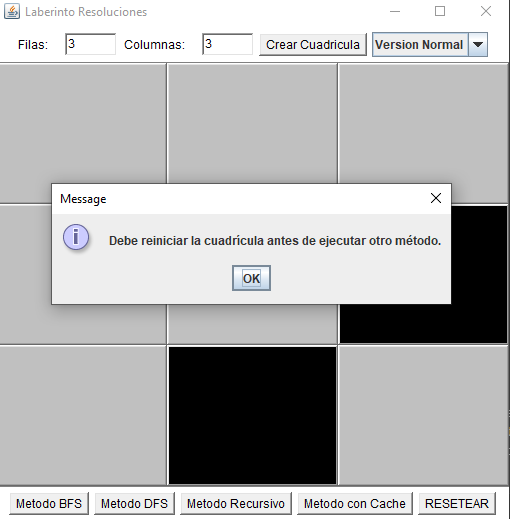 Laberinto Resoluciones
Filas: 3 Columnas: 3 Crear Cuadricula Version Normal
Message
Debe reiniciar la cuadrícula antes de ejecutar otro método.
OK
Metodo BFS Metodo DFS Metodo Recursivo Metodo con Cache RESETEAR